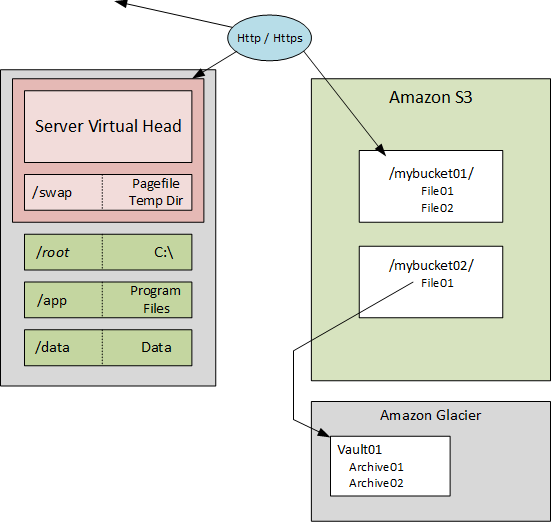 Http / Https
Server Virtual Head
/swap
Pagefile
Temp Dir
/root
C:\
/app
Program
Files
/data
Data
Amazon S3
/mybucket01/
File01
File02
/mybucket02/
File01
Amazon Glacier
Vault01
Archive01
Archive02